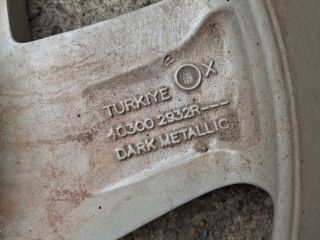 TURKIYE X
40300 2932R---
DARK METALLIC